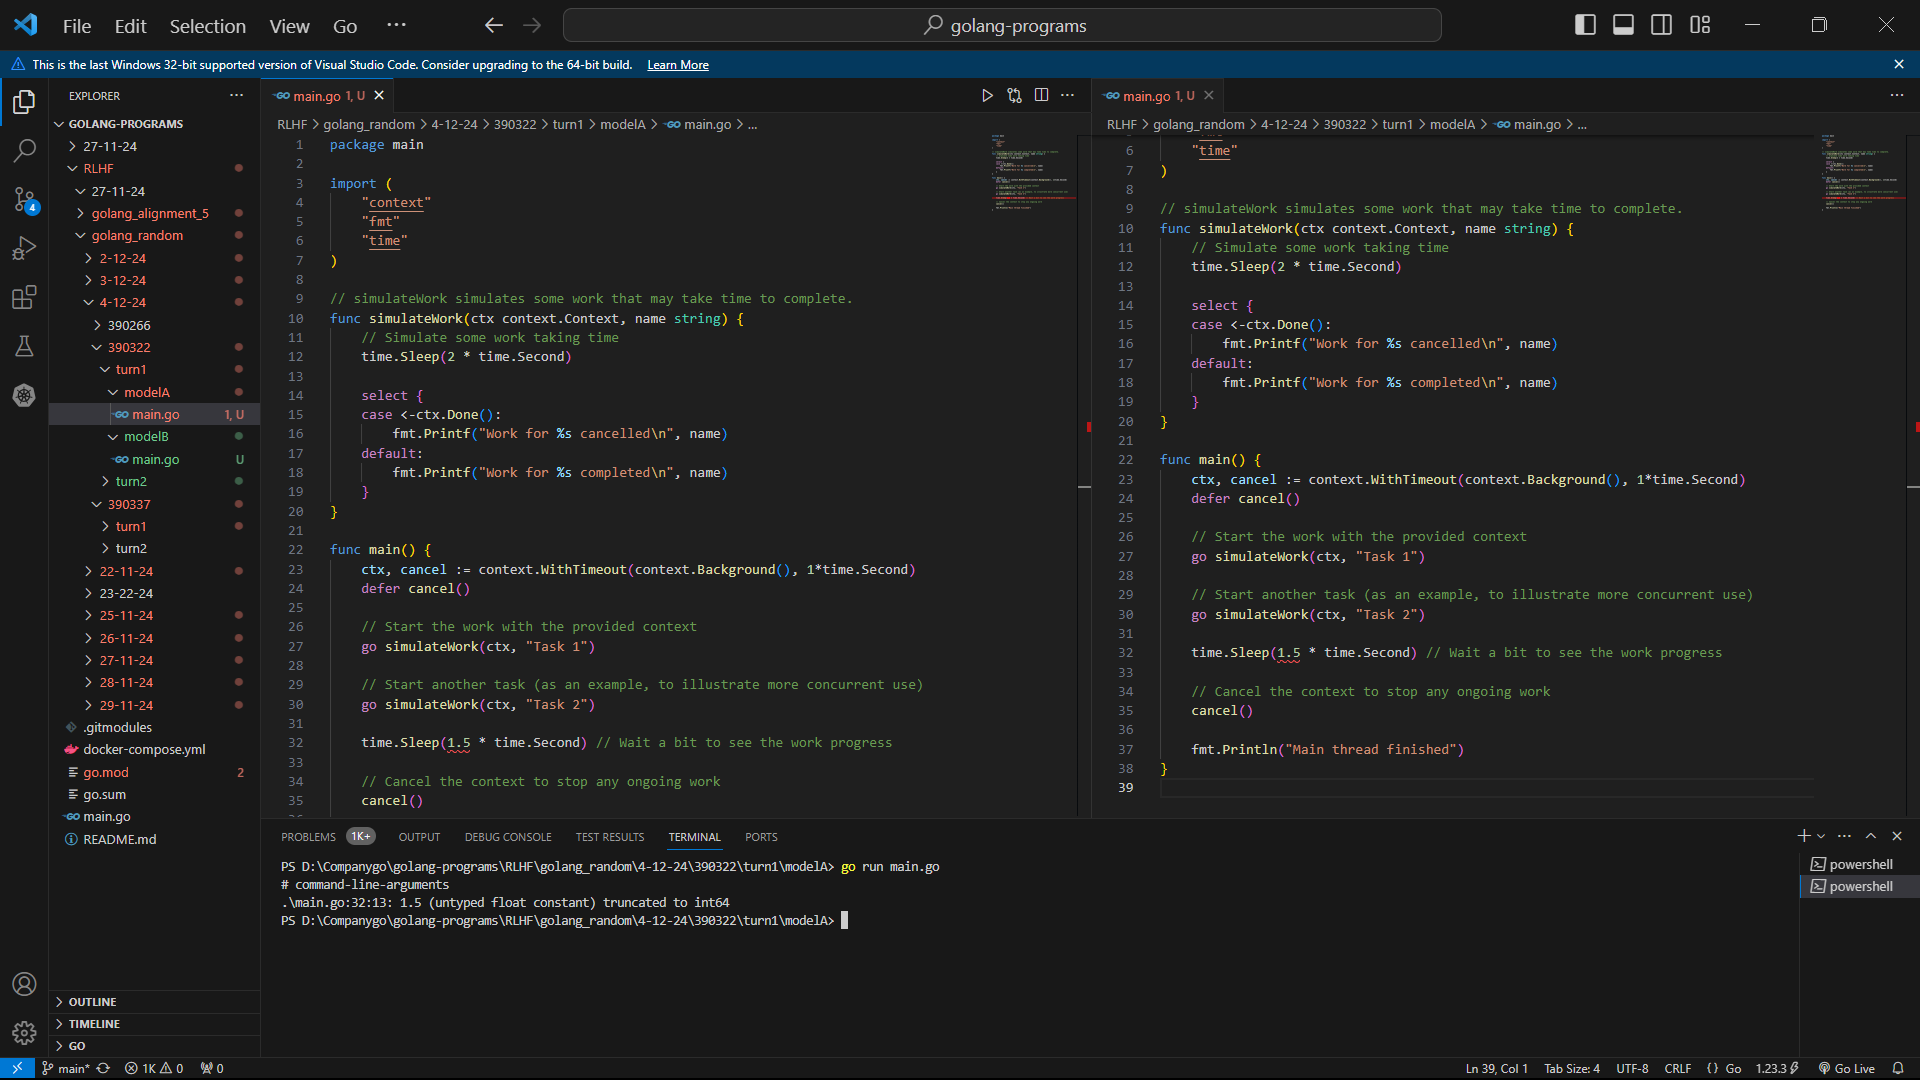 File Edit Selection View Go ···
golang-programs
This is the last Windows 32-bit supported version of Visual Studio Code. Consider upgrading to the 64-bit build. Learn More
EXPLORER
GOLANG-PROGRAMS
27-11-24
RLHF
27-11-24
golang_alignment_5
golang_random
2-12-24
3-12-24
4-12-24
390266
390322
turn1
modelA
main.go 1, U
modelB
main.go U
turn2
390337
turn1
turn2
22-11-24
23-22-24
25-11-24
26-11-24
27-11-24
28-11-24
29-11-24
.gitmodules
docker-compose.yml
go.mod 2
go.sum
main.go
README.md
OUTLINE
TIMELINE
GO
main.go 1, U
RLHF > golang_random > 4-12-24 > 390322 > turn1 > modelA > main.go > ...
1 package main
2
3 import (
4 "context"
5 "fmt"
6 "time"
7 )
8
9 // simulateWork simulates some work that may take time to complete.
10 func simulateWork(ctx context.Context, name string) {
11 // Simulate some work taking time
12 time.Sleep(2 * time.Second)
13
14 select {
15 case <-ctx.Done():
16 fmt.Printf("Work for %s cancelled\n", name)
17 default:
18 fmt.Printf("Work for %s completed\n", name)
19 }
20 }
21
22 func main() {
23 ctx, cancel := context.WithTimeout(context.Background(), 1*time.Second)
24 defer cancel()
25
26 // Start the work with the provided context
27 go simulateWork(ctx, "Task 1")
28
29 // Start another task (as an example, to illustrate more concurrent use)
30 go simulateWork(ctx, "Task 2")
31
32 time.Sleep(1.5 * time.Second) // Wait a bit to see the work progress
33
34 // Cancel the context to stop any ongoing work
35 cancel()
main.go 1, U
RLHF > golang_random > 4-12-24 > 390322 > turn1 > modelA > main.go > ...
6 "time"
7 )
8
9 // simulateWork simulates some work that may take time to complete.
10 func simulateWork(ctx context.Context, name string) {
11 // Simulate some work taking time
12 time.Sleep(2 * time.Second)
13
14 select {
15 case <-ctx.Done():
16 fmt.Printf("Work for %s cancelled\n", name)
17 default:
18 fmt.Printf("Work for %s completed\n", name)
19 }
20 }
21
22 func main() {
23 ctx, cancel := context.WithTimeout(context.Background(), 1*time.Second)
24 defer cancel()
25
26 // Start the work with the provided context
27 go simulateWork(ctx, "Task 1")
28
29 // Start another task (as an example, to illustrate more concurrent use)
30 go simulateWork(ctx, "Task 2")
31
32 time.Sleep(1.5 * time.Second) // Wait a bit to see the work progress
33
34 // Cancel the context to stop any ongoing work
35 cancel()
36
37 fmt.Println("Main thread finished")
38 }
39
PROBLEMS 1K+ OUTPUT DEBUG CONSOLE TEST RESULTS TERMINAL PORTS
PS D:\Companygo\golang-programs\RLHF\golang_random\4-12-24\390322\turn1\modelA> go run main.go
# command-line-arguments
.\main.go:32:13: 1.5 (untyped float constant) truncated to int64
PS D:\Companygo\golang-programs\RLHF\golang_random\4-12-24\390322\turn1\modelA>
powershell
powershell
4
main* 1K 0 0
Ln 39, Col 1 Tab Size: 4 UTF-8 CRLF {} Go 1.23.3 Go Live